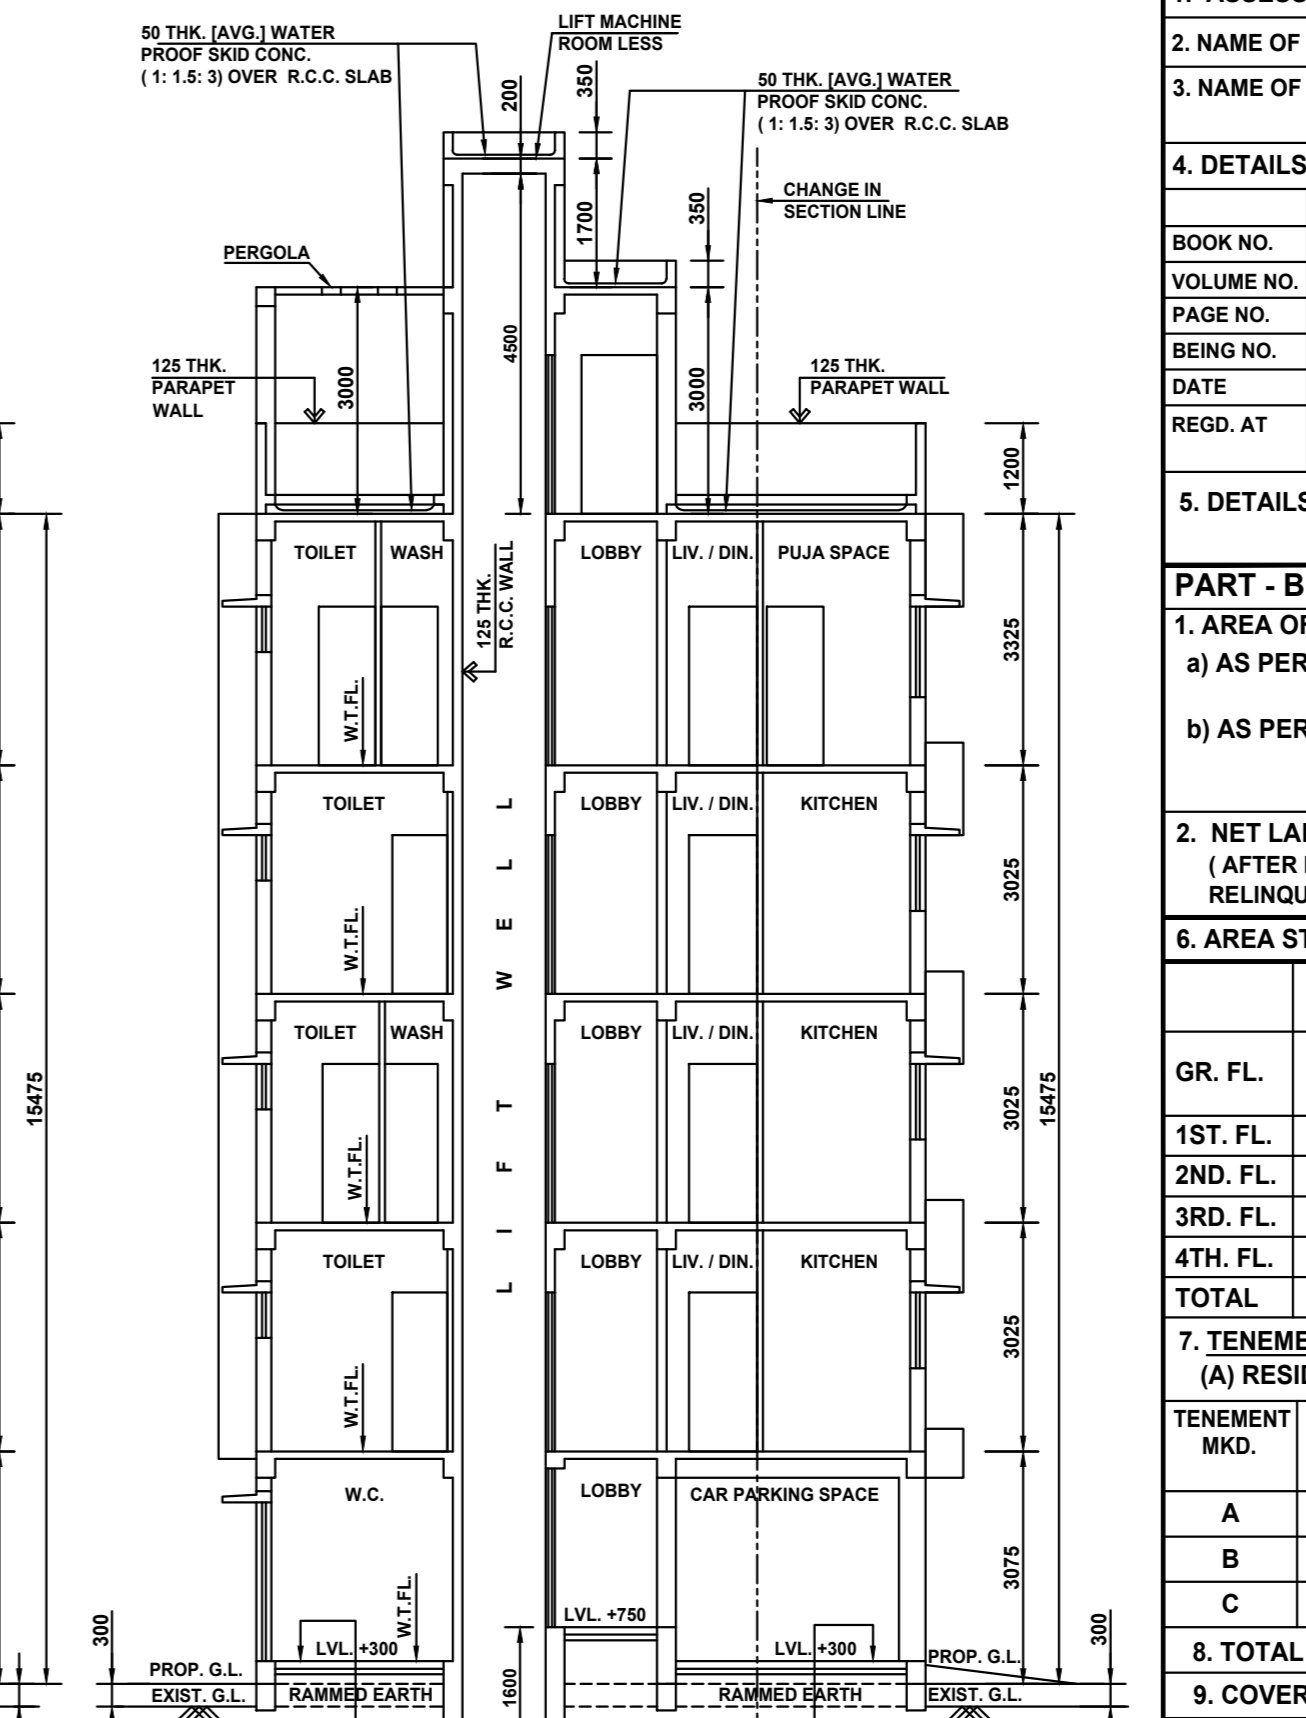 50 THK. [AVG.] WATER
PROOF SKID CONC.
( 1: 1.5: 3) OVER R.C.C. SLAB
LIFT MACHINE
ROOM LESS
200
350
50 THK. [AVG.] WATER
PROOF SKID CONC.
( 1: 1.5: 3) OVER R.C.C. SLAB
CHANGE IN
SECTION LINE
1700
350
PERGOLA
4500
3000
3000
125 THK.
PARAPET
WALL
125 THK.
PARAPET WALL
1200
TOILET
WASH
125 THK.
R.C.C. WALL
LOBBY
LIV. / DIN.
PUJA SPACE
3325
W.T.FL.
TOILET
LOBBY
LIV. / DIN.
KITCHEN
3025
W.T.FL.
LIFT WELL
TOILET
WASH
LOBBY
LIV. / DIN.
KITCHEN
3025
15475
15475
W.T.FL.
TOILET
LOBBY
LIV. / DIN.
KITCHEN
3025
W.T.FL.
W.C.
LOBBY
CAR PARKING SPACE
3075
W.T.FL.
LVL. +750
LVL. +300
LVL. +300
300
300
PROP. G.L.
PROP. G.L.
EXIST. G.L.
RAMMED EARTH
1600
RAMMED EARTH
EXIST. G.L.
2. NAME OF
3. NAME OF
4. DETAILS
BOOK NO.
VOLUME NO.
PAGE NO.
BEING NO.
DATE
REGD. AT
5. DETAILS
PART - B
1. AREA OF
a) AS PER
b) AS PER
2. NET
( AFTER
6. AREA
GR. FL.
1ST. FL.
2ND. FL.
3RD. FL.
4TH. FL.
TOTAL
7.
(A)
TENEMENT
MKD.
A
B
C
8. TOTAL
9. COVER